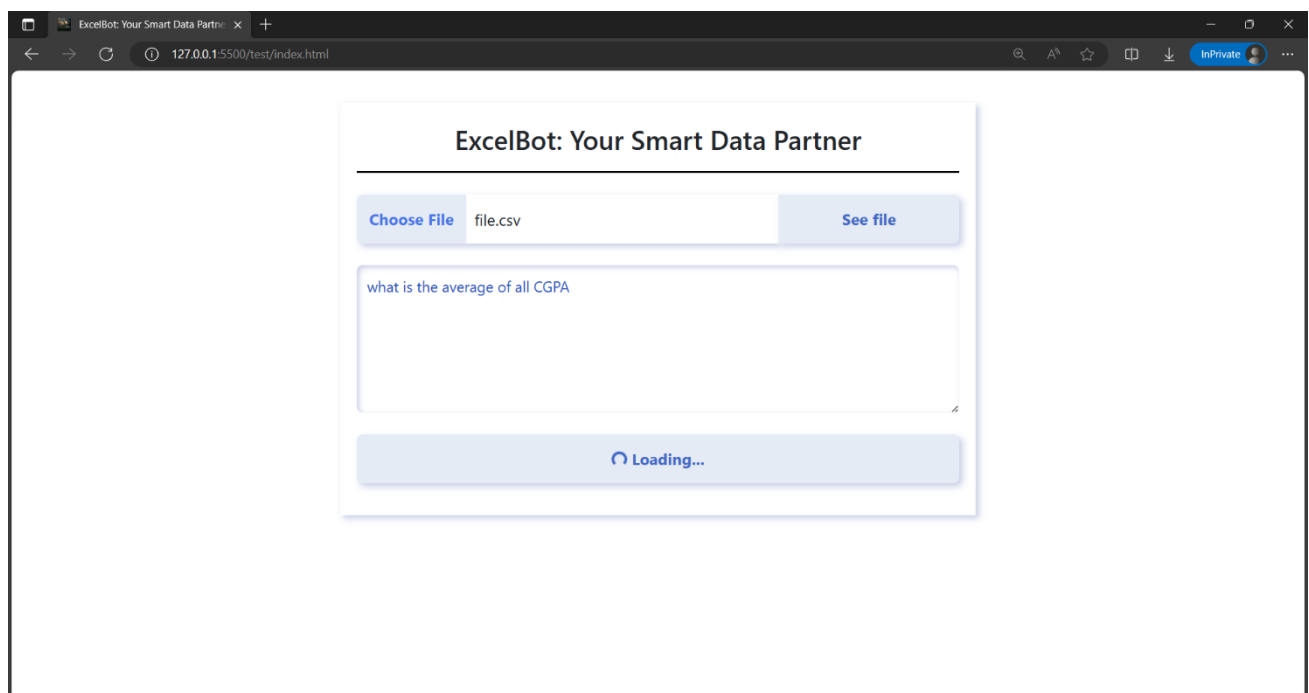 ExcelBot: Your Smart Data Partne
127.0.0.1:5500/test/index.html
InPrivate
ExcelBot: Your Smart Data Partner
Choose File file.csv See file
what is the average of all CGPA
Loading...